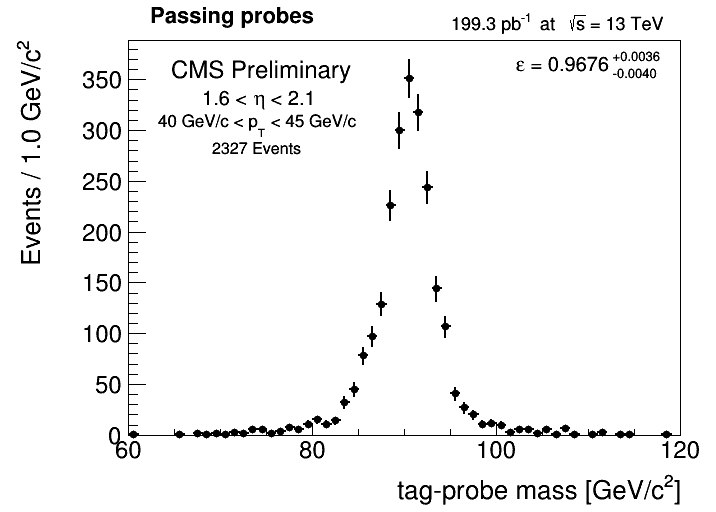 Passing probes
199.3 pb⁻¹ at √s = 13 TeV
CMS Preliminary
1.6 < η < 2.1
40 GeV/c < p_T < 45 GeV/c
2327 Events
ε = 0.9676 +0.0036 -0.0040
Events / 1.0 GeV/c²
350
300
250
200
150
100
50
0
60 80 100 120
tag-probe mass [GeV/c²]